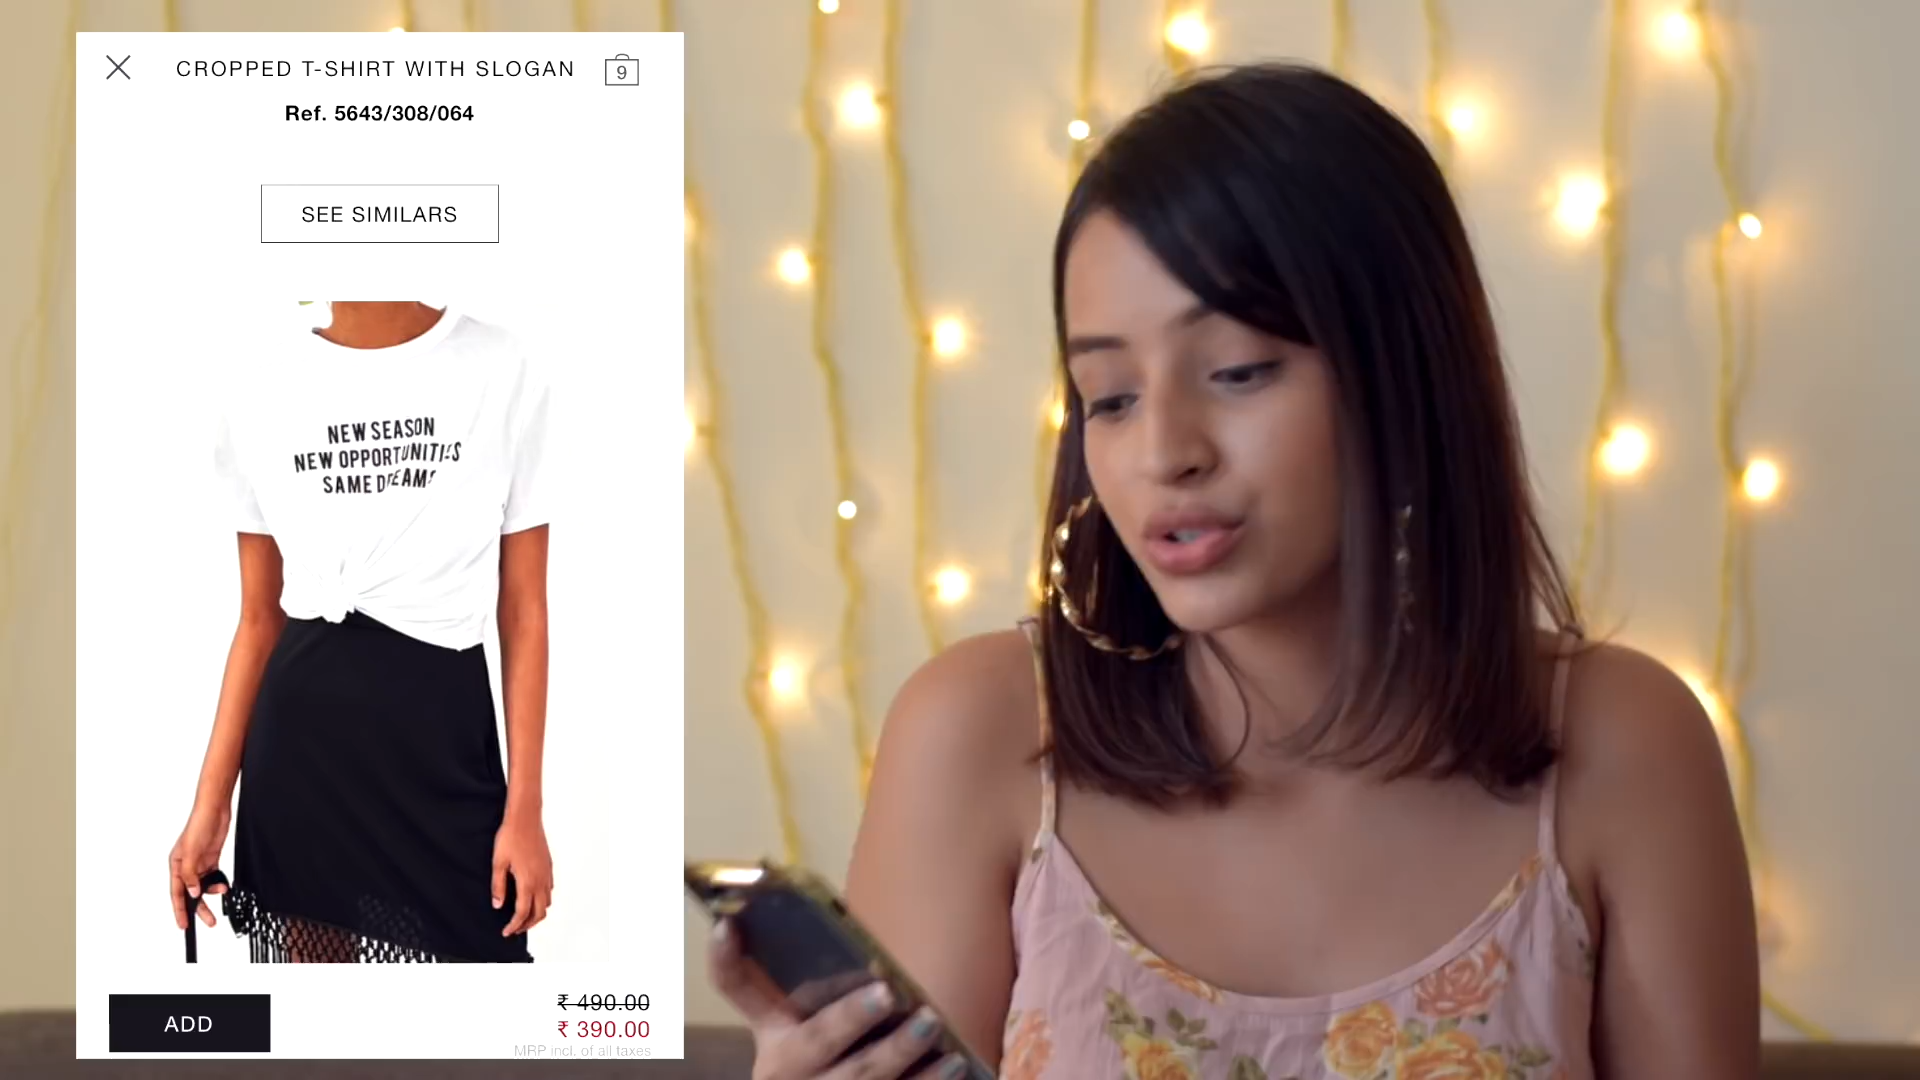 CROPPED T-SHIRT WITH SLOGAN
9
Ref. 5643/308/064
SEE SIMILARS
NEW SEASON
NEW OPPORTUNITIES
SAME DREAMS
ADD
₹ 490.00
₹ 390.00
MRP incl. of all taxes